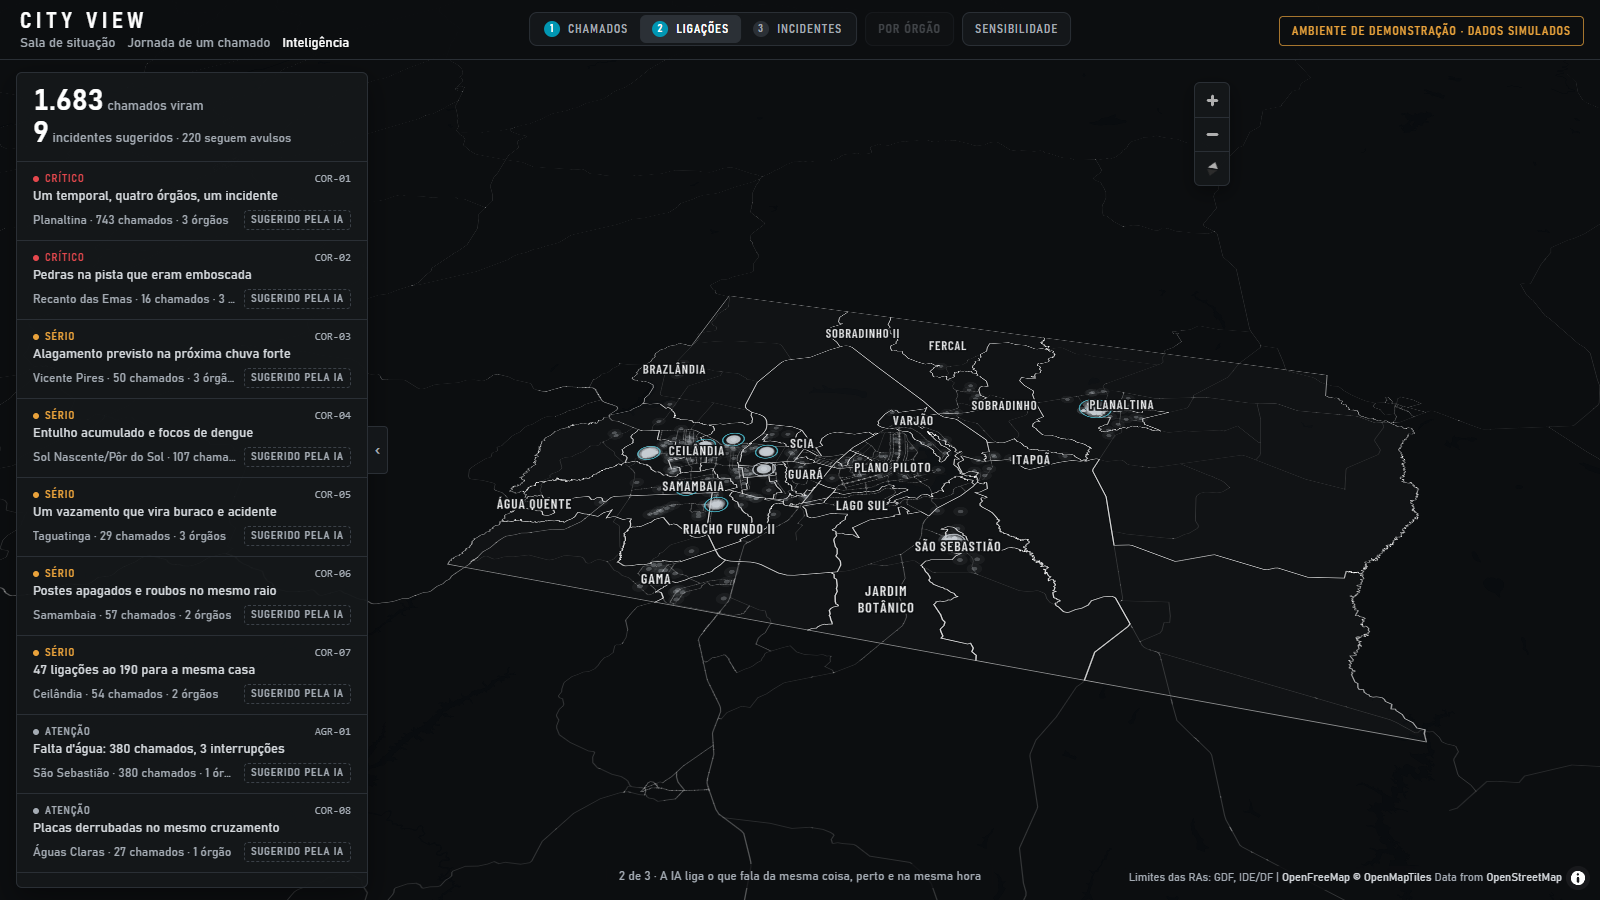 CITY VIEW
Sala de situação Jornada de um chamado Inteligência
1 CHAMADOS 2 LIGAÇÕES 3 INCIDENTES POR ÓRGÃO SENSIBILIDADE
AMBIENTE DE DEMONSTRAÇÃO · DADOS SIMULADOS
1.683 chamados viram
9 incidentes sugeridos · 220 seguem avulsos
CRÍTICO COR-01
Um temporal, quatro órgãos, um incidente
Planaltina · 743 chamados · 3 órgãos SUGERIDO PELA IA
CRÍTICO COR-02
Pedras na pista que eram emboscada
Recanto das Emas · 16 chamados · 3 ... SUGERIDO PELA IA
SÉRIO COR-03
Alagamento previsto na próxima chuva forte
Vicente Pires · 50 chamados · 3 órgã... SUGERIDO PELA IA
SÉRIO COR-04
Entulho acumulado e focos de dengue
Sol Nascente/Pôr do Sol · 107 chama... SUGERIDO PELA IA
SÉRIO COR-05
Um vazamento que vira buraco e acidente
Taguatinga · 29 chamados · 3 órgãos SUGERIDO PELA IA
SÉRIO COR-06
Postes apagados e roubos no mesmo raio
Samambaia · 57 chamados · 2 órgãos SUGERIDO PELA IA
SÉRIO COR-07
47 ligações ao 190 para a mesma casa
Ceilândia · 54 chamados · 2 órgãos SUGERIDO PELA IA
ATENÇÃO AGR-01
Falta d'água: 380 chamados, 3 interrupções
São Sebastião · 380 chamados · 1 ór... SUGERIDO PELA IA
ATENÇÃO COR-08
Placas derrubadas no mesmo cruzamento
Águas Claras · 27 chamados · 1 órgão SUGERIDO PELA IA
SOBRADINHO II
FERCAL
BRAZLÂNDIA
SOBRADINHO
PLANALTINA
VARJÃO
SCIA
CEILÂNDIA
ITAPOÃ
PLANO PILOTO
GUARÁ
SAMAMBAIA
ÁGUA QUENTE
LAGO SUL
RIACHO FUNDO II
SÃO SEBASTIÃO
GAMA
JARDIM
BOTÂNICO
2 de 3 · A IA liga o que fala da mesma coisa, perto e na mesma hora
Limites das RAs: GDF, IDE/DF | OpenFreeMap © OpenMapTiles Data from OpenStreetMap